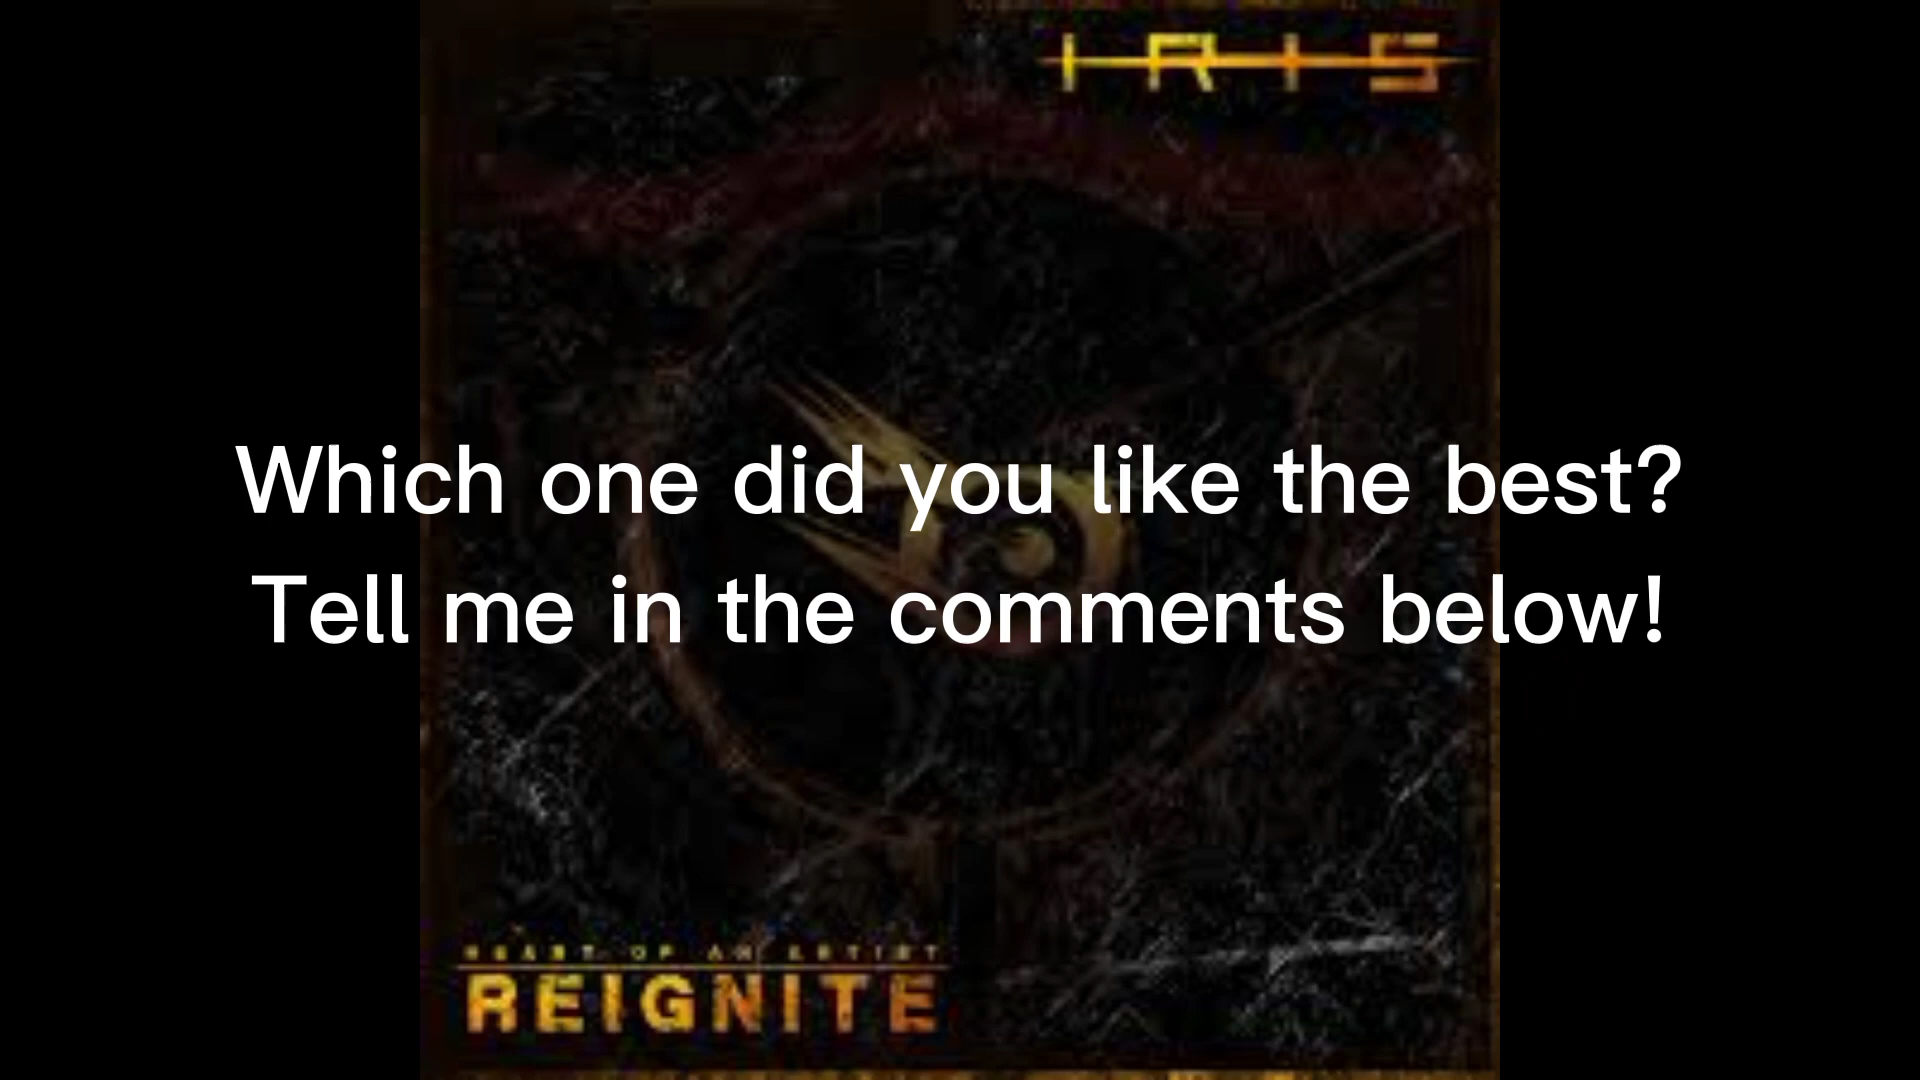 IRIS
Which one did you like the best?
Tell me in the comments below!
HEART OF AN ARTIST
REIGNITE